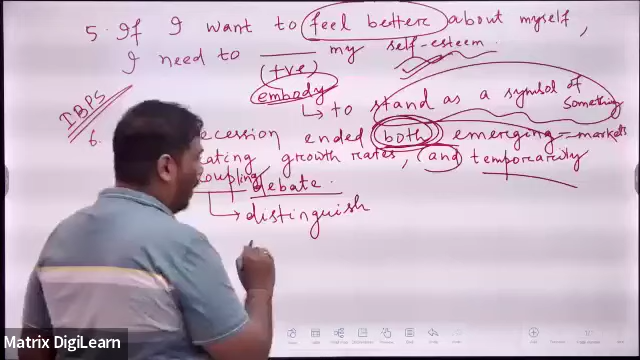 5. If I want to feel better about myself,
I need to ____ my self-esteem
(+ve)
embody
→ to stand as a symbol of
something
IBPS
6. ecession ended both emerging-markets
ating growth rates, and temporarily
coupling debate.
→ distinguish
Matrix DigiLearn